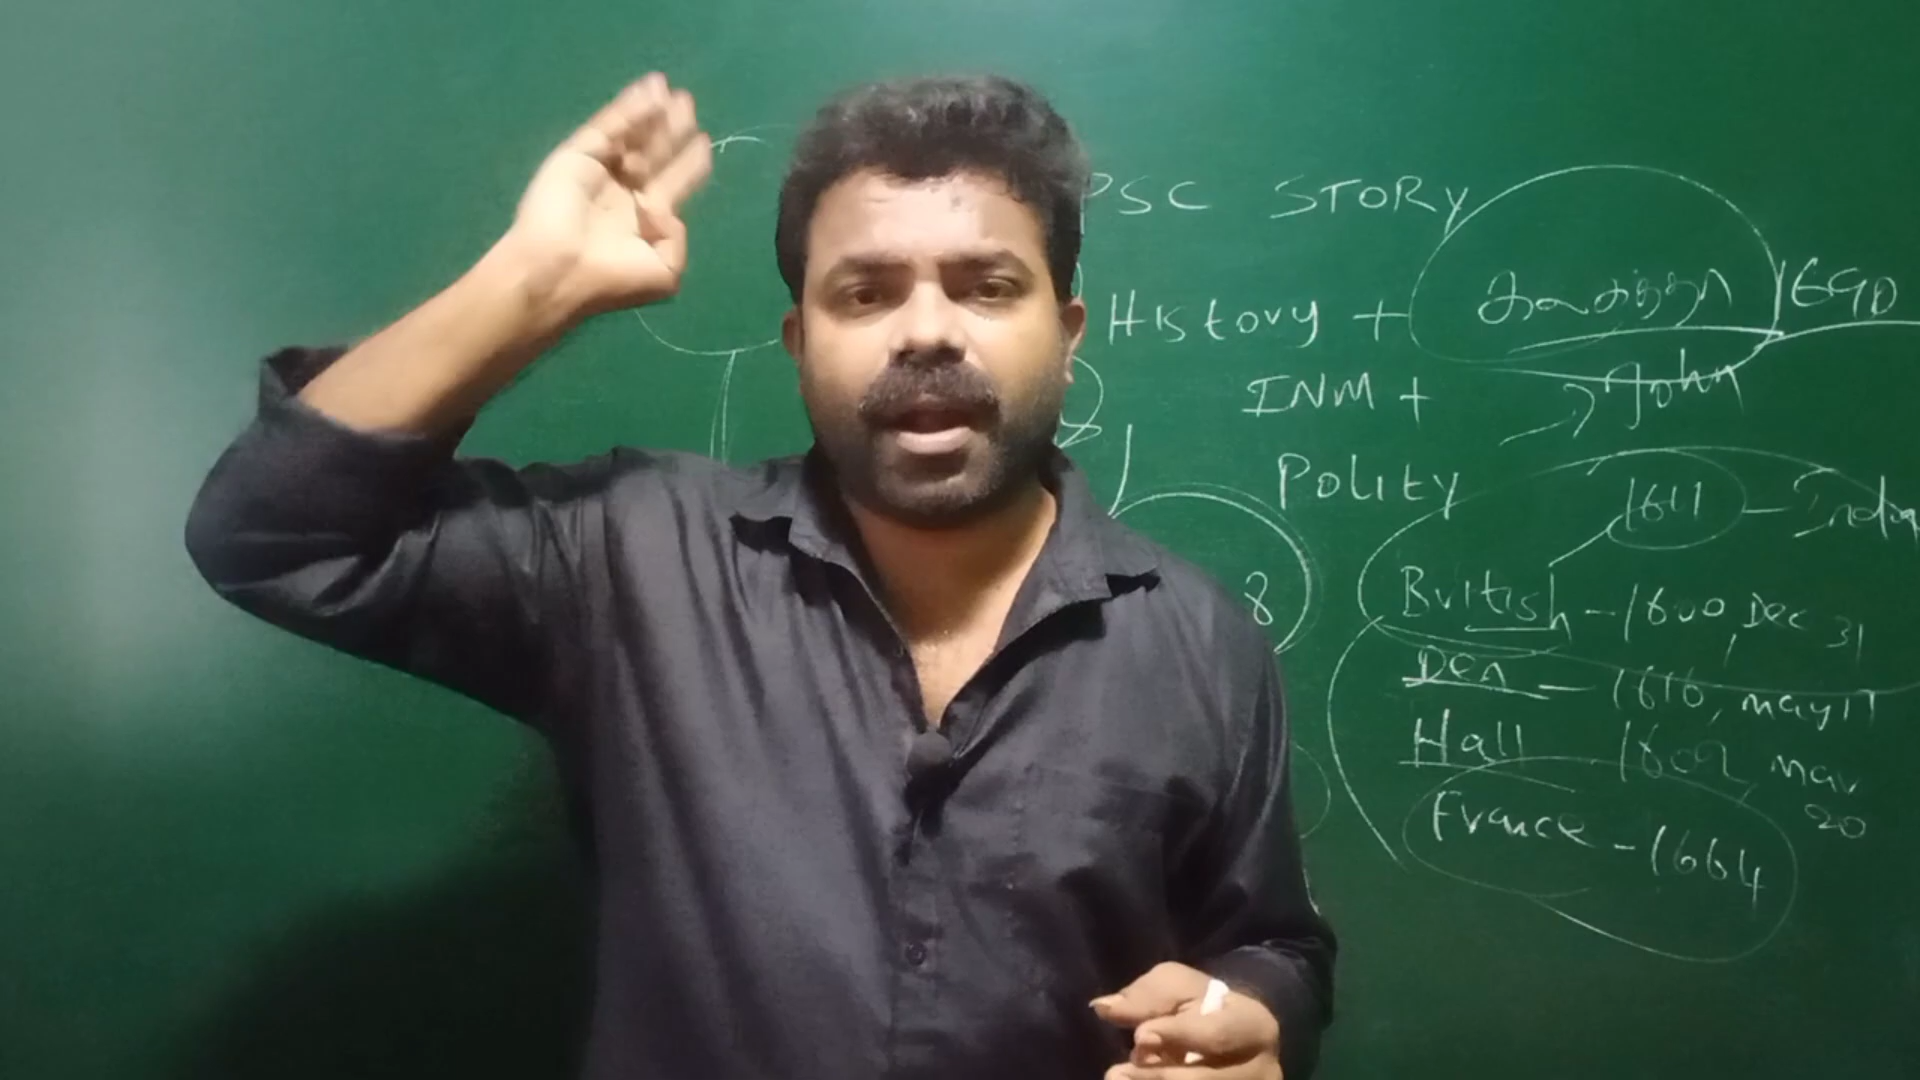 PSC STORY
History + கல்கத்தா 1690
INM + → John
Polity
1611 - India
8
British - 1600, Dec 31
Den - 1616, may 17
Hall 1602 mar 20
France - 1664